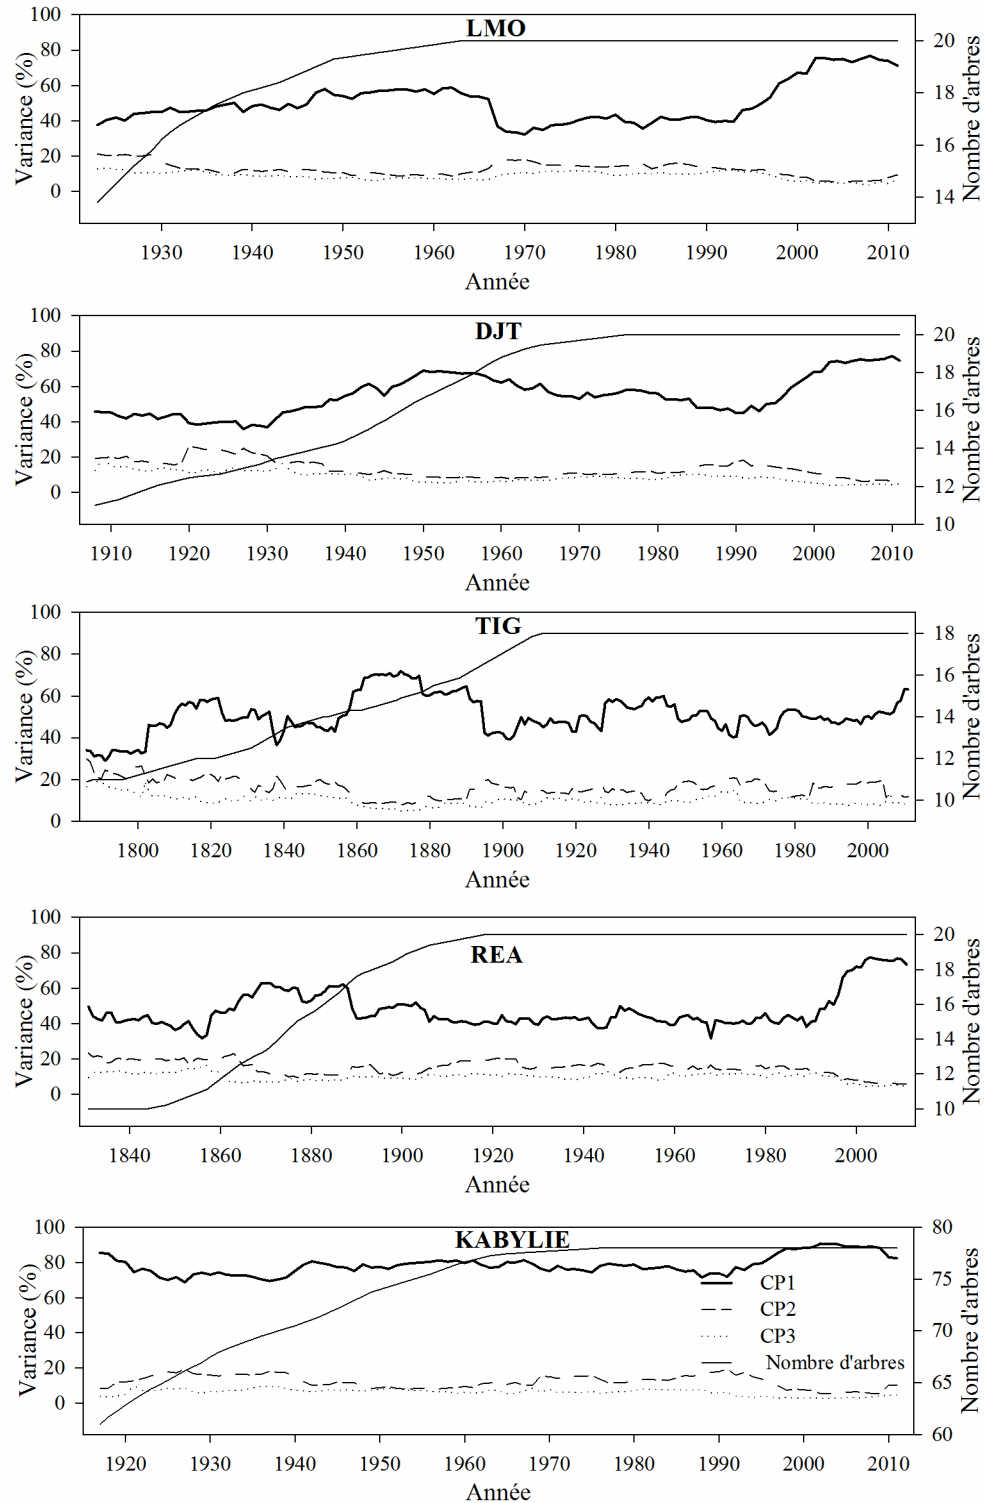 LMO
100
80
60
40
20
0
Variance (%)
20
18
16
14
Nombre d'arbres
1930 1940 1950 1960 1970 1980 1990 2000 2010
Année
DJT
100
80
60
40
20
0
Variance (%)
20
18
16
14
12
10
Nombre d'arbres
1910 1920 1930 1940 1950 1960 1970 1980 1990 2000 2010
Année
TIG
100
80
60
40
20
0
Variance (%)
18
16
14
12
10
Nombre d'arbres
1800 1820 1840 1860 1880 1900 1920 1940 1960 1980 2000
Année
REA
100
80
60
40
20
0
Variance (%)
20
18
16
14
12
10
Nombre d'arbres
1840 1860 1880 1900 1920 1940 1960 1980 2000
Année
KABYLIE
100
80
60
40
20
0
Variance (%)
80
75
70
65
60
Nombre d'arbres
CP1
CP2
CP3
Nombre d'arbres
1920 1930 1940 1950 1960 1970 1980 1990 2000 2010
Année